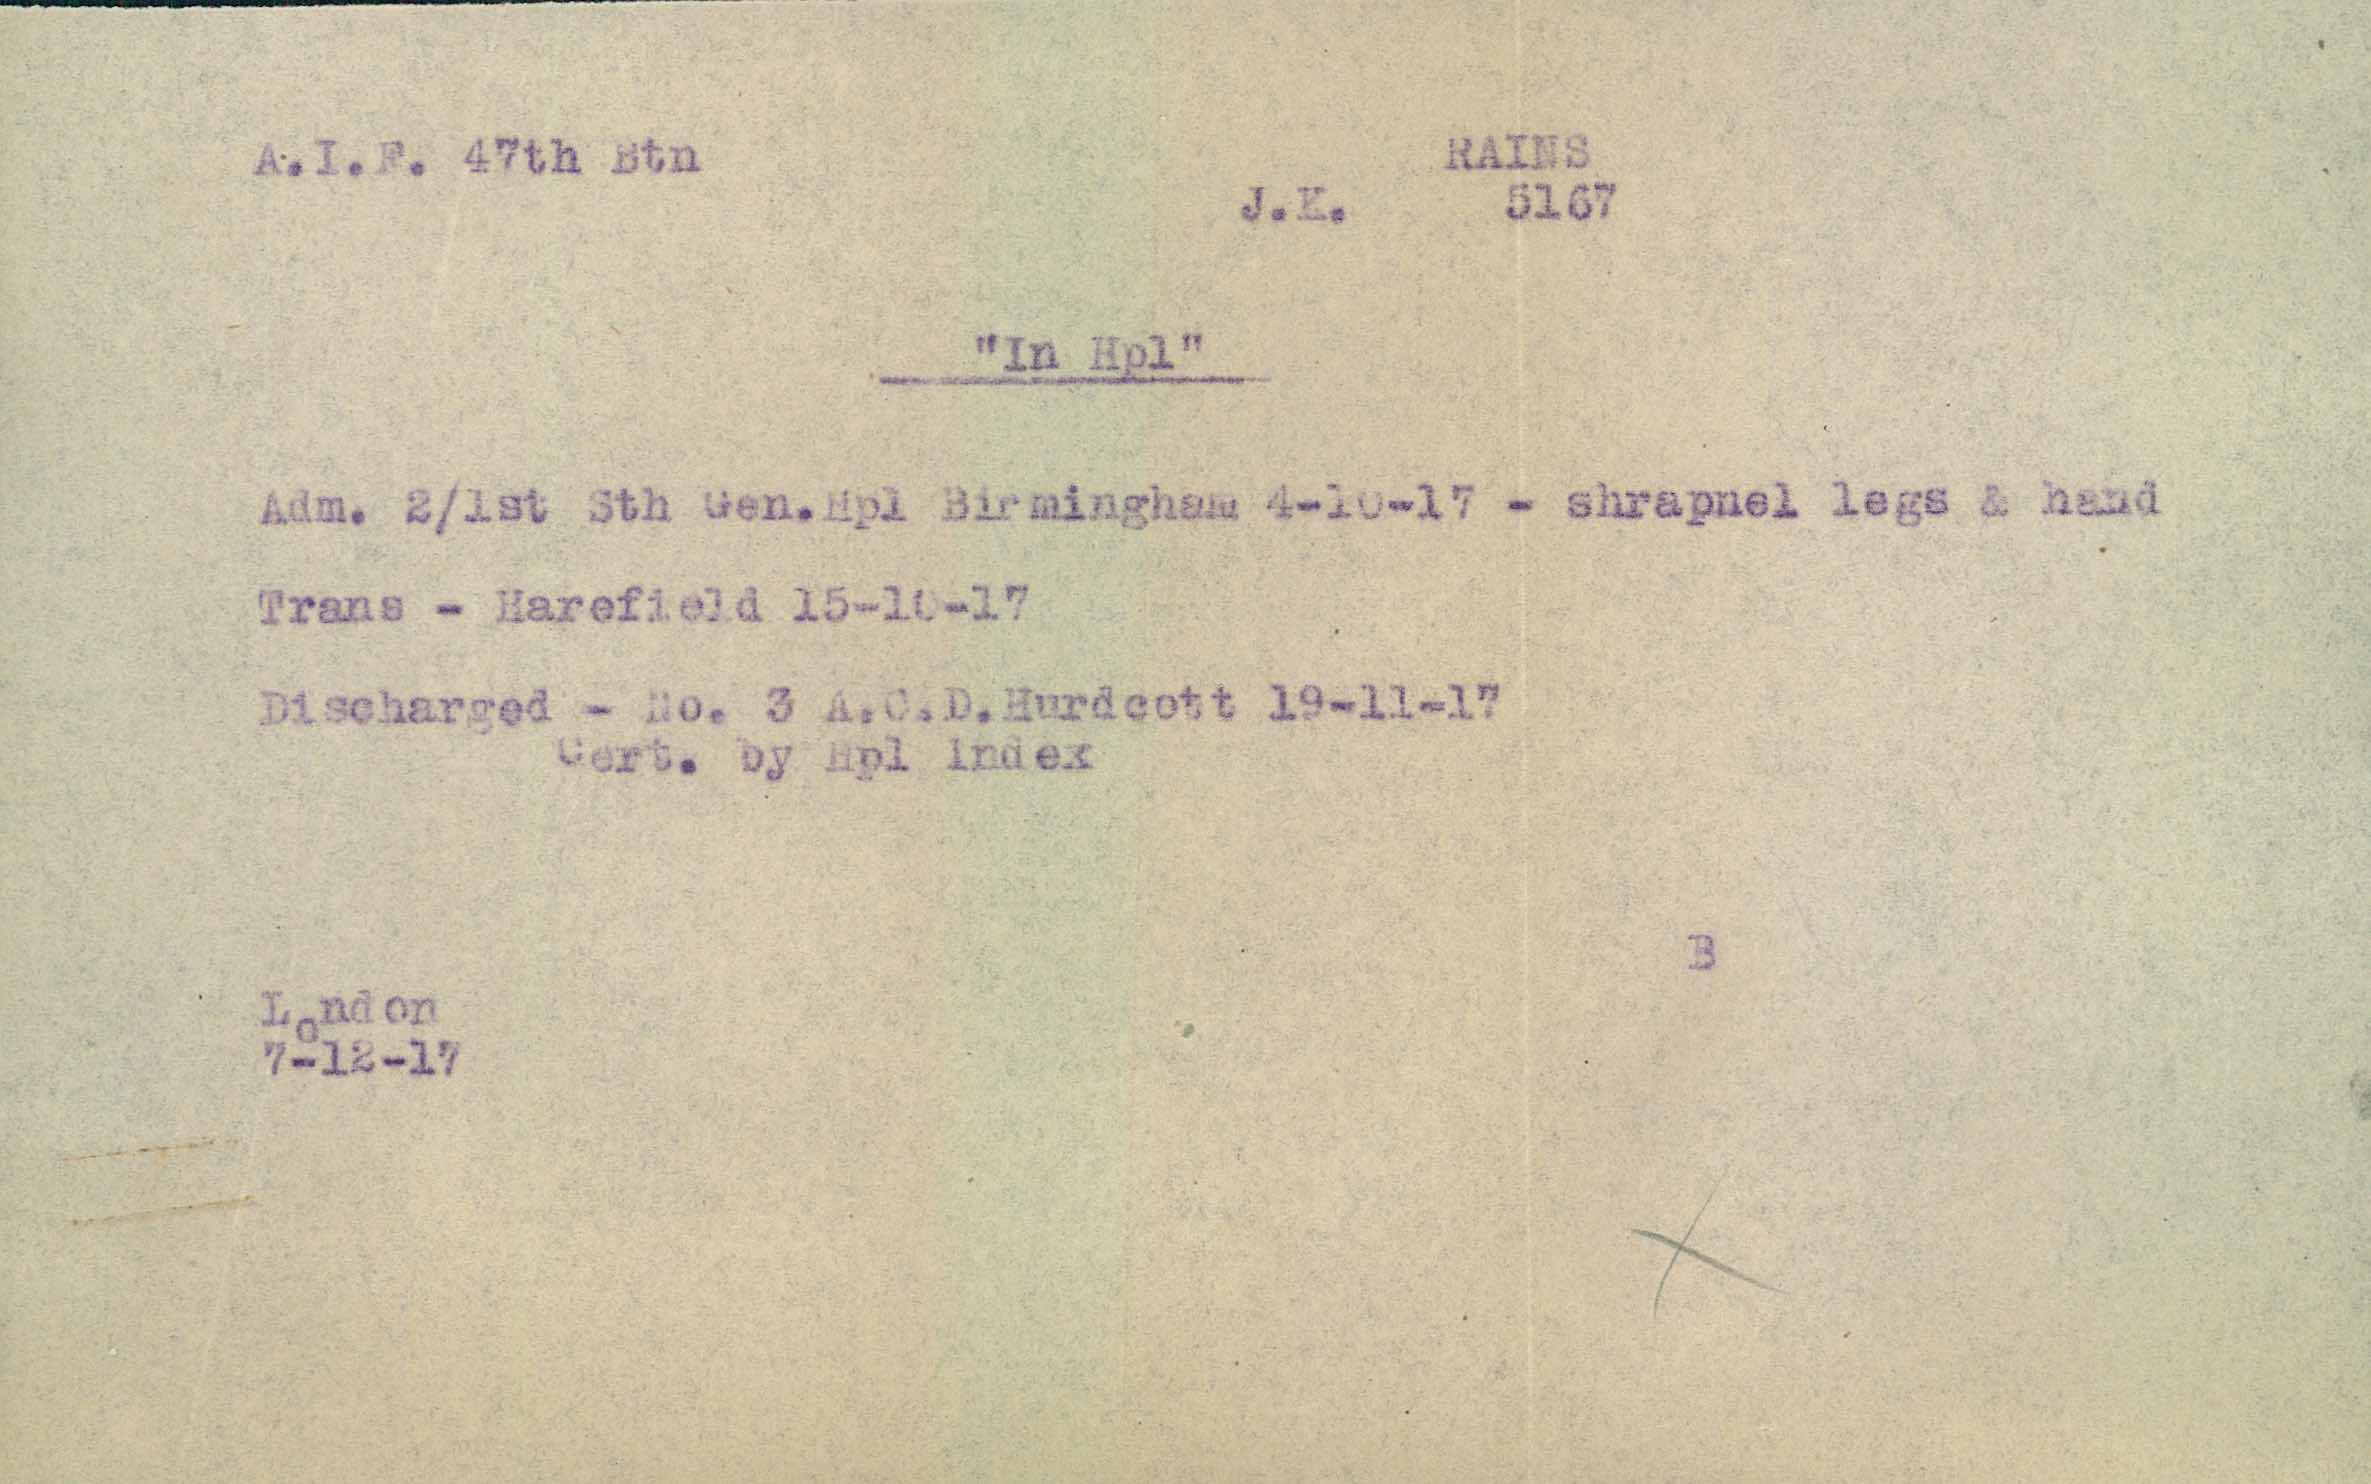 A.I.F. 47th Btn RAINS
J.K. 5167
"In Hpl"
Adm. 2/1st Sth Gen.Hpl Birmingham 4-10-17 - shrapnel legs & hand
Trans - Harefield 15-10-17
Discharged - No. 3 A.C.D.Hurdcott 19-11-17
Cert. by Hpl Index
B
London
7-12-17